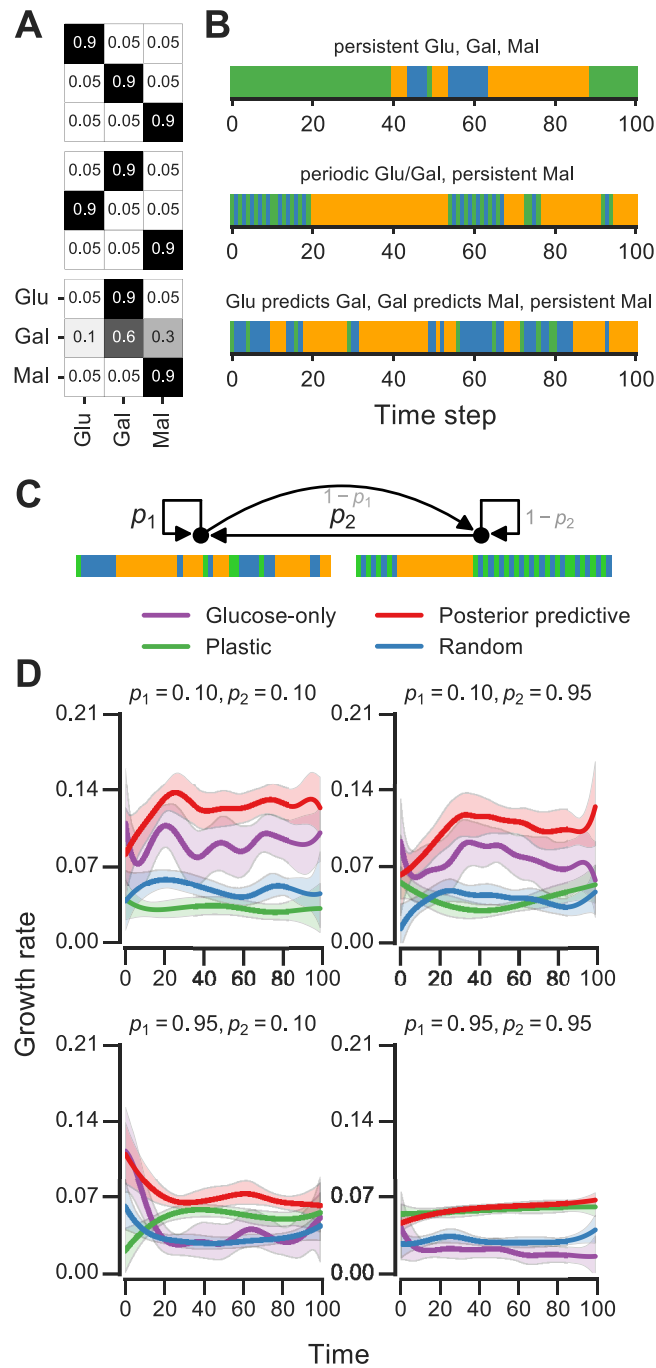 A
0.9 0.05 0.05
0.05 0.9 0.05
0.05 0.05 0.9
0.05 0.9 0.05
0.9 0.05 0.05
0.05 0.05 0.9
Glu 0.05 0.9 0.05
Gal 0.1 0.6 0.3
Mal 0.05 0.05 0.9
Glu Gal Mal
B
persistent Glu, Gal, Mal
0 20 40 60 80 100
periodic Glu/Gal, persistent Mal
0 20 40 60 80 100
Glu predicts Gal, Gal predicts Mal, persistent Mal
0 20 40 60 80 100
Time step
C
p1 1−p1 p2 1−p2
Glucose-only Posterior predictive
Plastic Random
D
p1 = 0.10, p2 = 0.10 p1 = 0.10, p2 = 0.95
0.21 0.21
0.14 0.14
0.07 0.07
0.00 0.00
0 20 40 60 80 100 0 20 40 60 80 100
Growth rate
p1 = 0.95, p2 = 0.10 p1 = 0.95, p2 = 0.95
0.21 0.21
0.14 0.14
0.07 0.07
0.00 0.00
0 20 40 60 80 100 0 20 40 60 80 100
Time